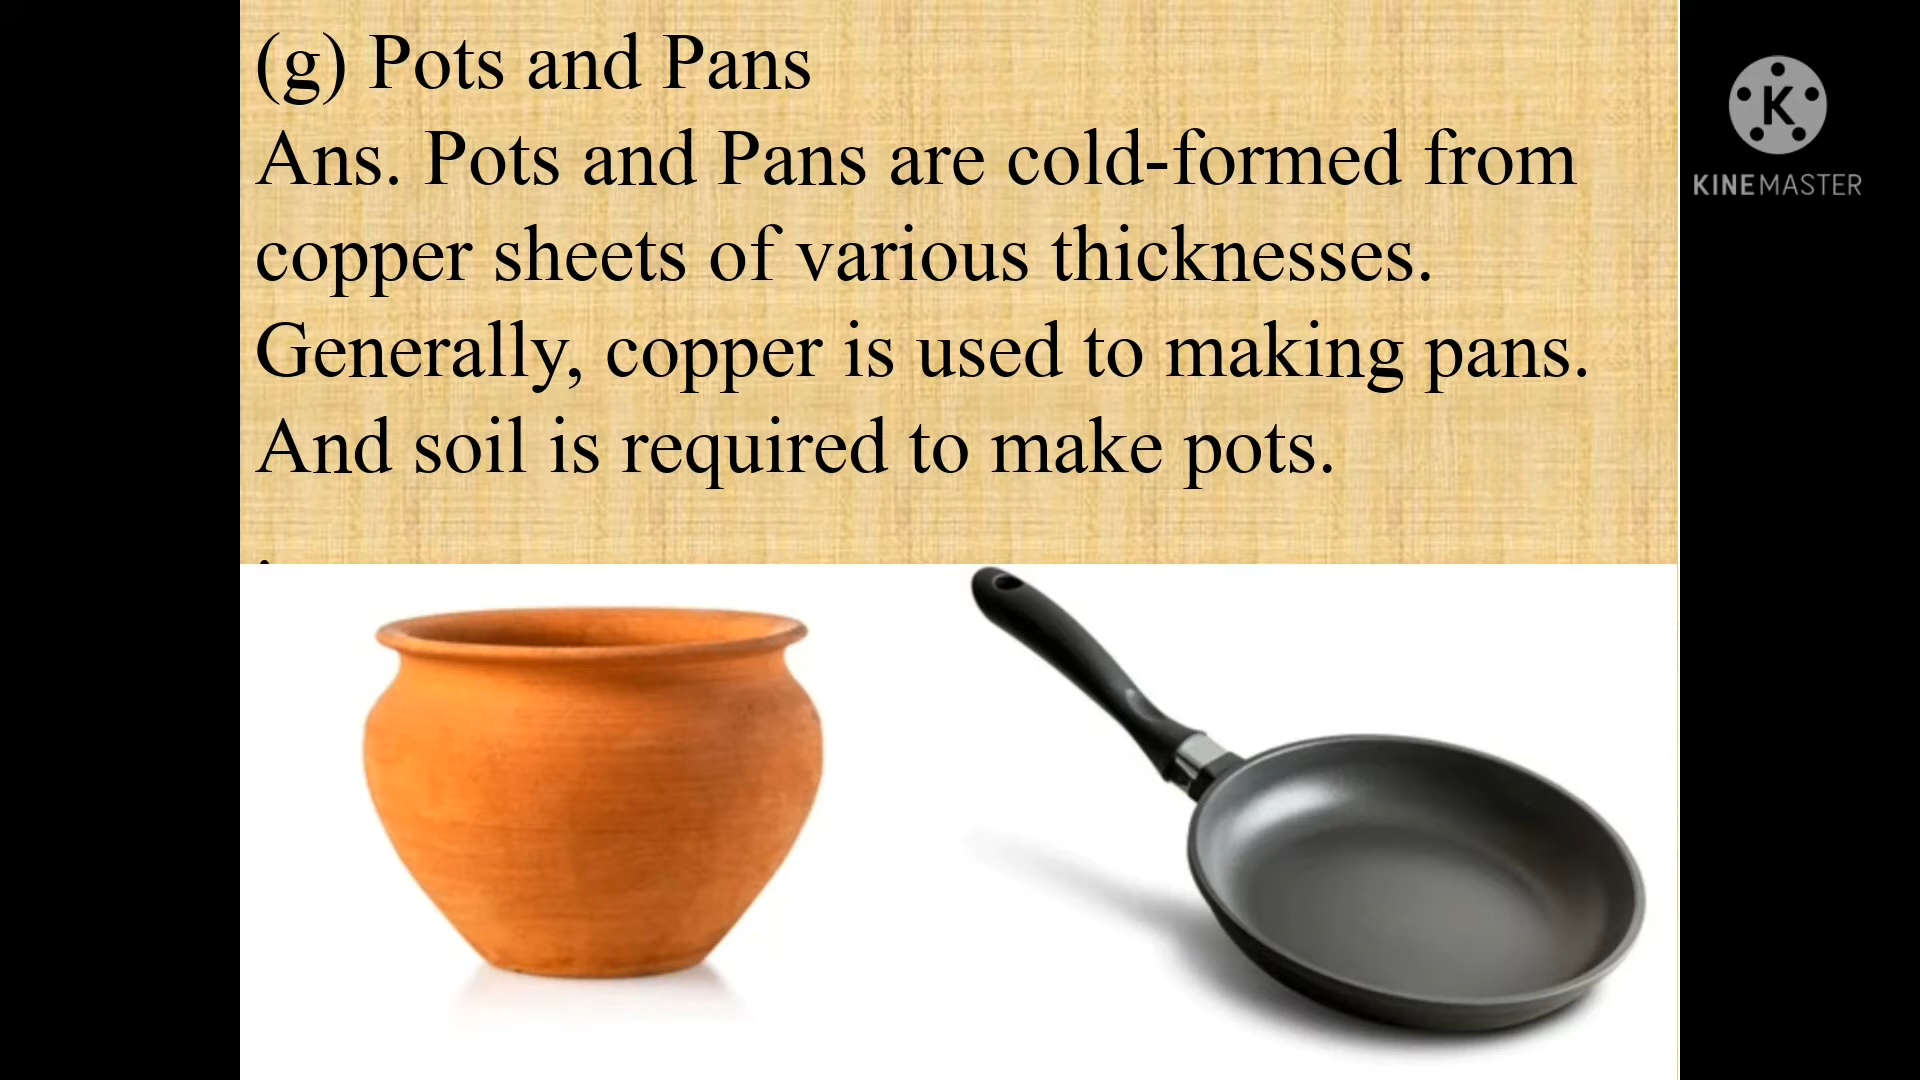 (g) Pots and Pans
Ans. Pots and Pans are cold-formed from
copper sheets of various thicknesses.
Generally, copper is used to making pans.
And soil is required to make pots.
K
KINEMASTER